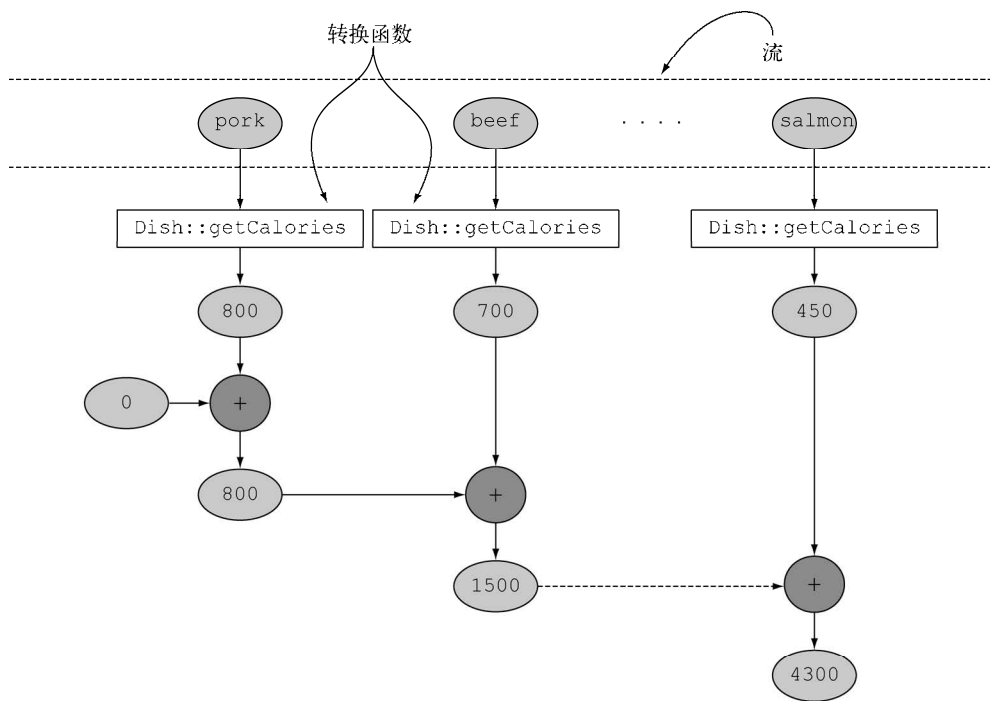 转换函数
流
pork
beef
· · · ·
salmon
Dish::getCalories
Dish::getCalories
Dish::getCalories
800
700
450
0
+
800
+
1500
+
4300